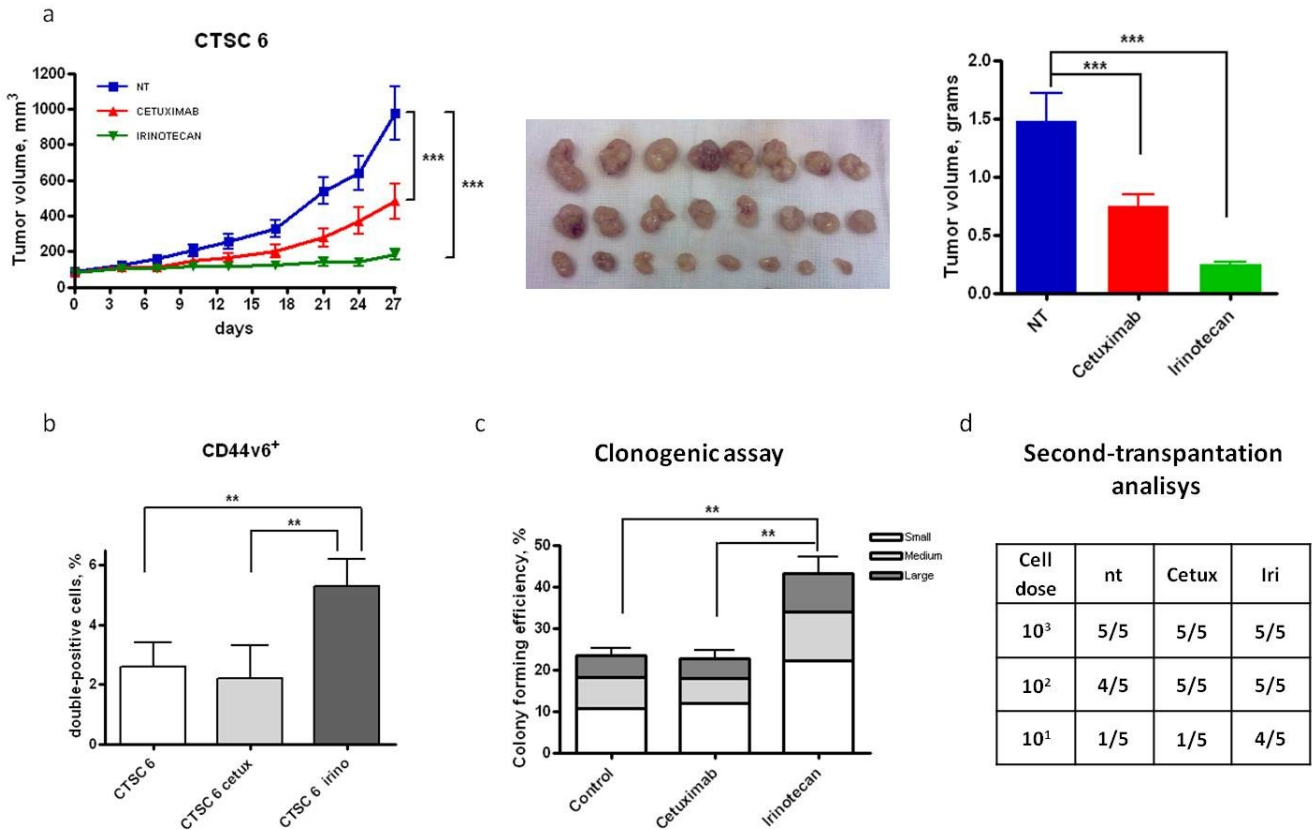 a
CTSC 6
NT
CETUXIMAB
IRINOTECAN
Tumor volume, mm³
1200
1000
800
600
400
200
0
0 3 6 9 12 15 18 21 24 27
days
***
***
Tumor volume, grams
2.0
1.5
1.0
0.5
0.0
***
***
NT
Cetuximab
Irinotecan
b
CD44v6⁺
double-positive cells, %
6
4
2
0
**
**
CTSC 6
CTSC 6 cetux
CTSC 6 irino
c
Clonogenic assay
Colony forming efficiency, %
50
40
30
20
10
0
**
**
Small
Medium
Large
Control
Cetuximab
Irinotecan
d
Second-transpantation
analisys
Cell dose nt Cetux Iri
10³ 5/5 5/5 5/5
10² 4/5 5/5 5/5
10¹ 1/5 1/5 4/5